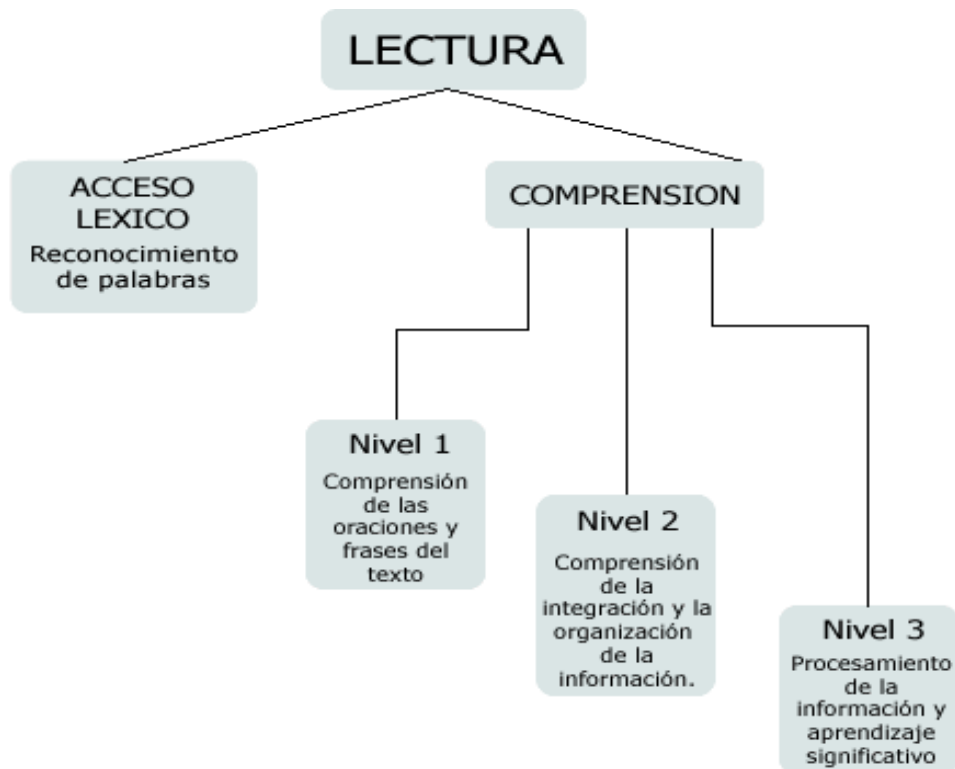 LECTURA
ACCESO
LEXICO
Reconocimiento
de palabras
COMPRENSION
Nivel 1
Comprensión
de las
oraciones y
frases del
texto
Nivel 2
Comprensión
de la
integración y la
organización
de la
información.
Nivel 3
Procesamiento
de la
información y
aprendizaje
significativo